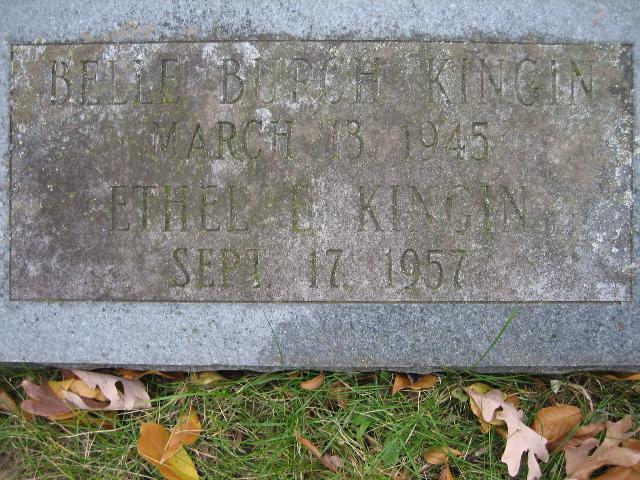 BELLE BURCH KINGIN
MARCH 13, 1945
ETHEL E. KINGIN
SEPT. 17, 1957